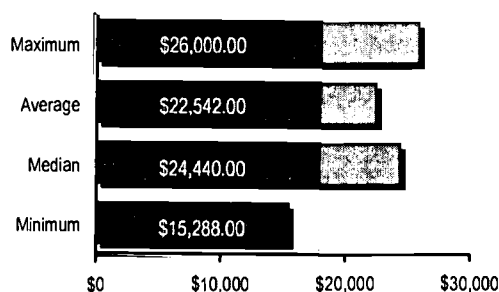 Maximum $26,000.00
Average $22,542.00
Median $24,440.00
Minimum $15,288.00
$0 $10,000 $20,000 $30,000